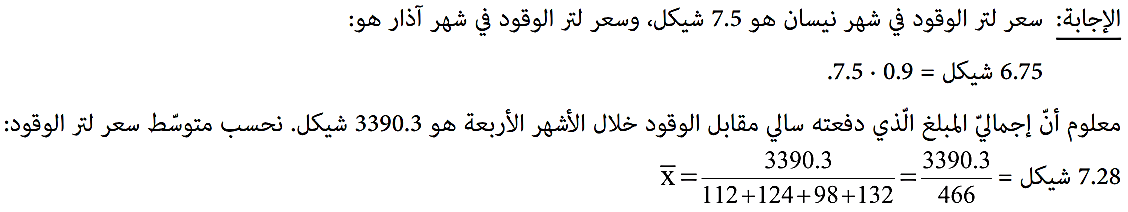 الإجابة: سعر لتر الوقود في شهر نيسان هو 7.5 شيكل، وسعر لتر الوقود في شهر آذار هو:
6.75 شيكل = 0.9 · 7.5.
معلوم أنّ إجماليّ المبلغ الّذي دفعته سالي مقابل الوقود خلال الأشهر الأربعة هو 3390.3 شيكل. نحسب متوسّط سعر لتر الوقود:
7.28 شيكل = x̅ = 3390.3/(112+124+98+132) = 3390.3/466